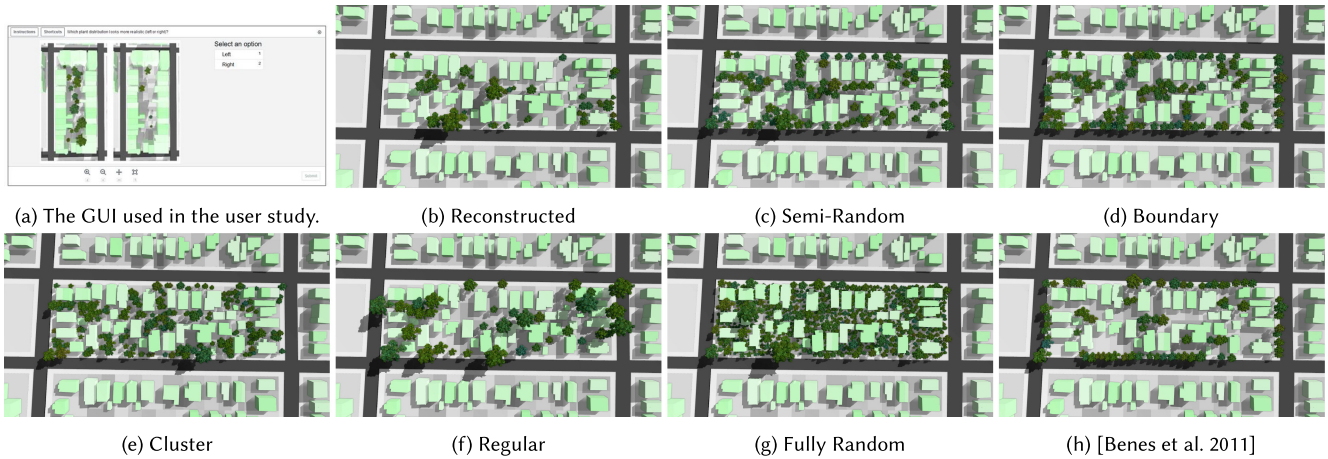 Instructions Shortcuts Which plant distribution looks more realistic (left or right)?
Select an option
Left 1
Right 2
(a) The GUI used in the user study.
(b) Reconstructed
(c) Semi-Random
(d) Boundary
(e) Cluster
(f) Regular
(g) Fully Random
(h) [Benes et al. 2011]